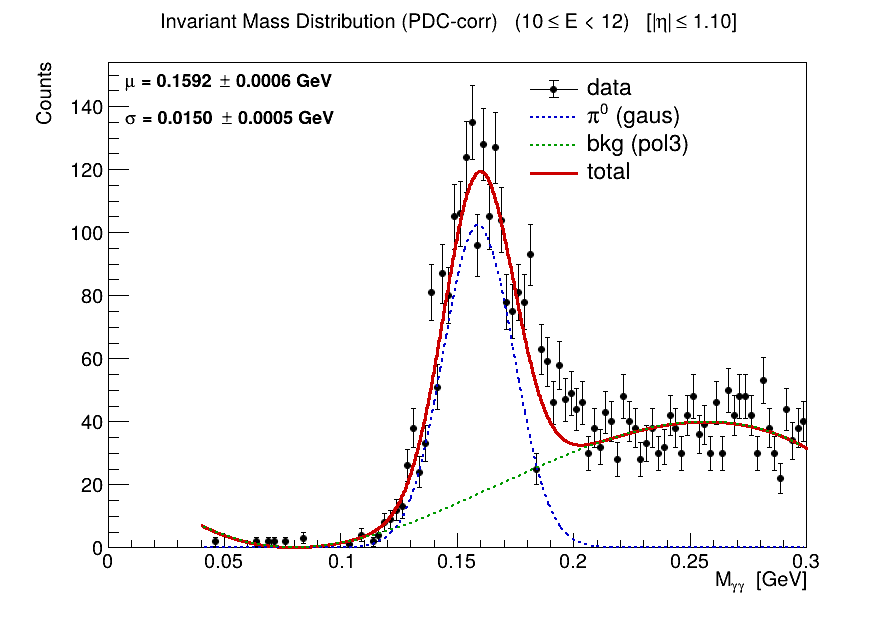 Invariant Mass Distribution (PDC-corr) (10 ≤ E < 12) [|η| ≤ 1.10]
Counts
μ = 0.1592 ± 0.0006 GeV
σ = 0.0150 ± 0.0005 GeV
data
π⁰ (gaus)
bkg (pol3)
total
140
120
100
80
60
40
20
0
0 0.05 0.1 0.15 0.2 0.25 0.3
Mγγ [GeV]